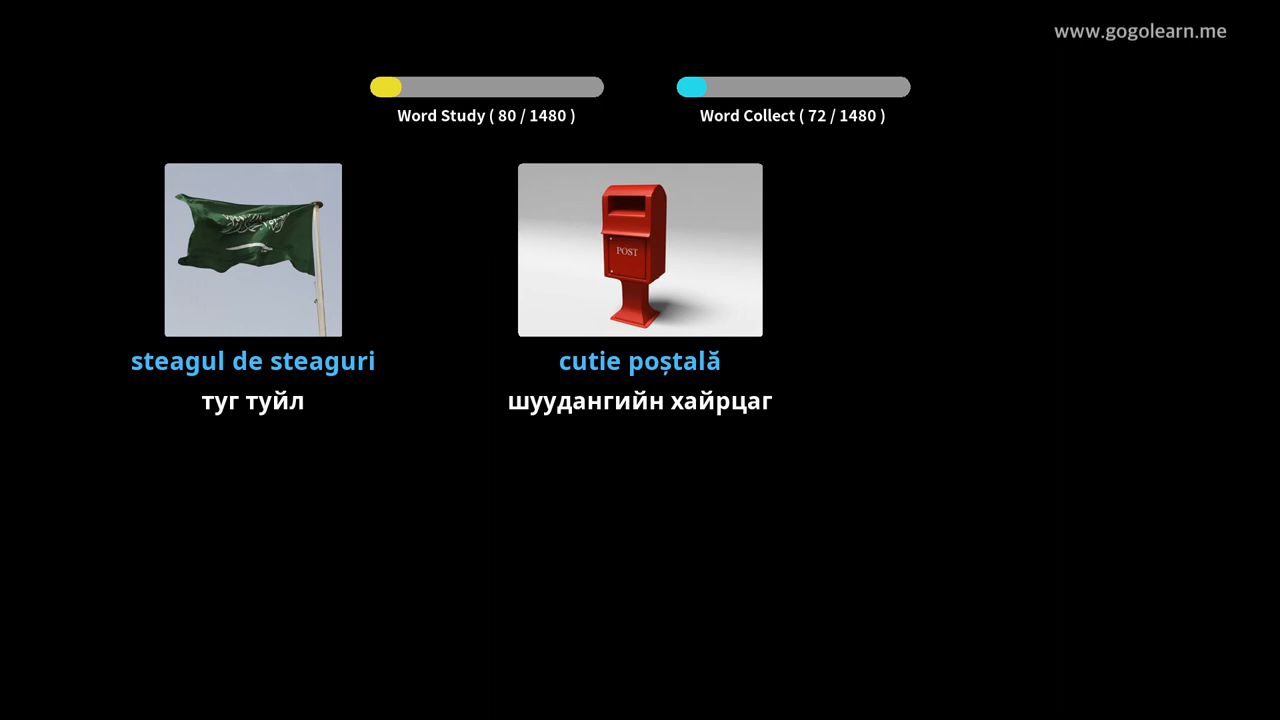 www.gogolearn.me
Word Study ( 80 / 1480 )
Word Collect ( 72 / 1480 )
POST
steagul de steaguri
cutie poștală
туг туйл
шуудангийн хайрцаг